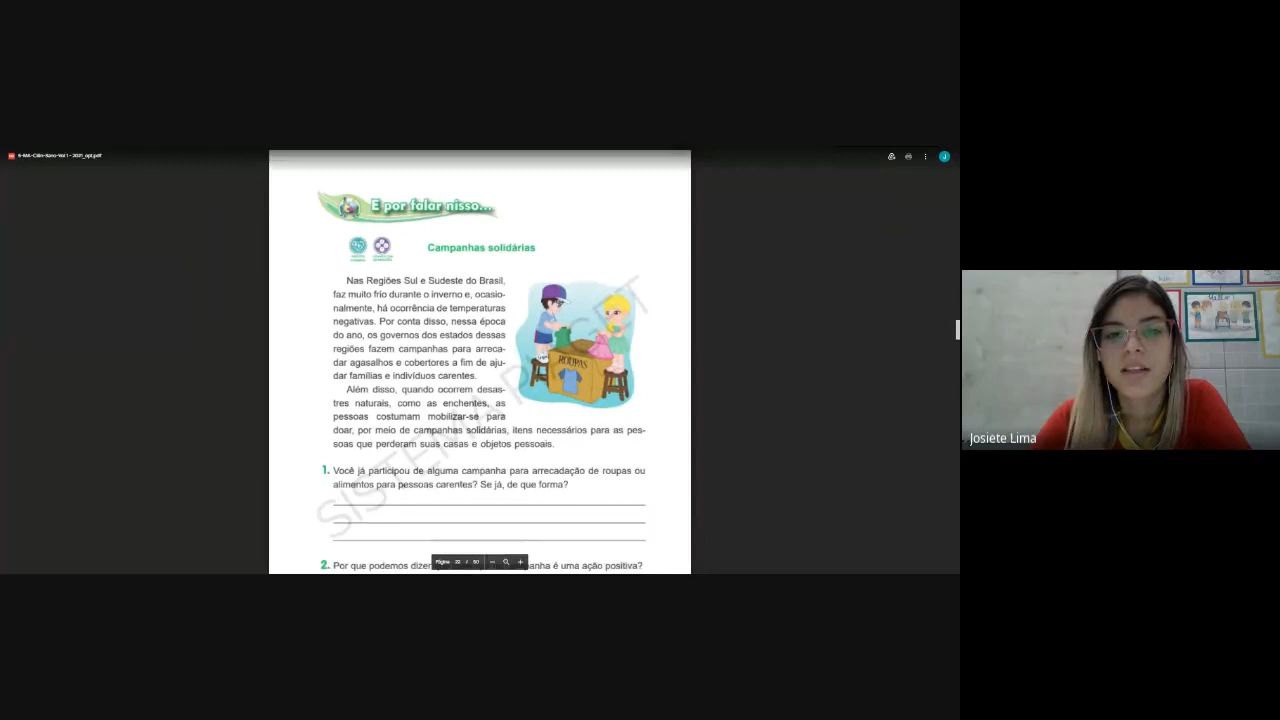 E por falar nisso...
Campanhas solidárias
Nas Regiões Sul e Sudeste do Brasil,
faz muito frio durante o inverno e, ocasio-
nalmente, há ocorrência de temperaturas
negativas. Por conta disso, nessa época
do ano, os governos dos estados dessas
regiões fazem campanhas para arreca-
dar agasalhos e cobertores a fim de aju-
dar famílias e indivíduos carentes.
Além disso, quando ocorrem desas-
tres naturais, como as enchentes, as
pessoas costumam mobilizar-se para
doar, por meio de campanhas solidárias, itens necessários para as pes-
soas que perderam suas casas e objetos pessoais.
ROUPAS
1. Você já participou de alguma campanha para arrecadação de roupas ou
alimentos para pessoas carentes? Se já, de que forma?
2. Por que podemos dizer é uma ação positiva?
Página 22 / 50
J
Josiete Lima